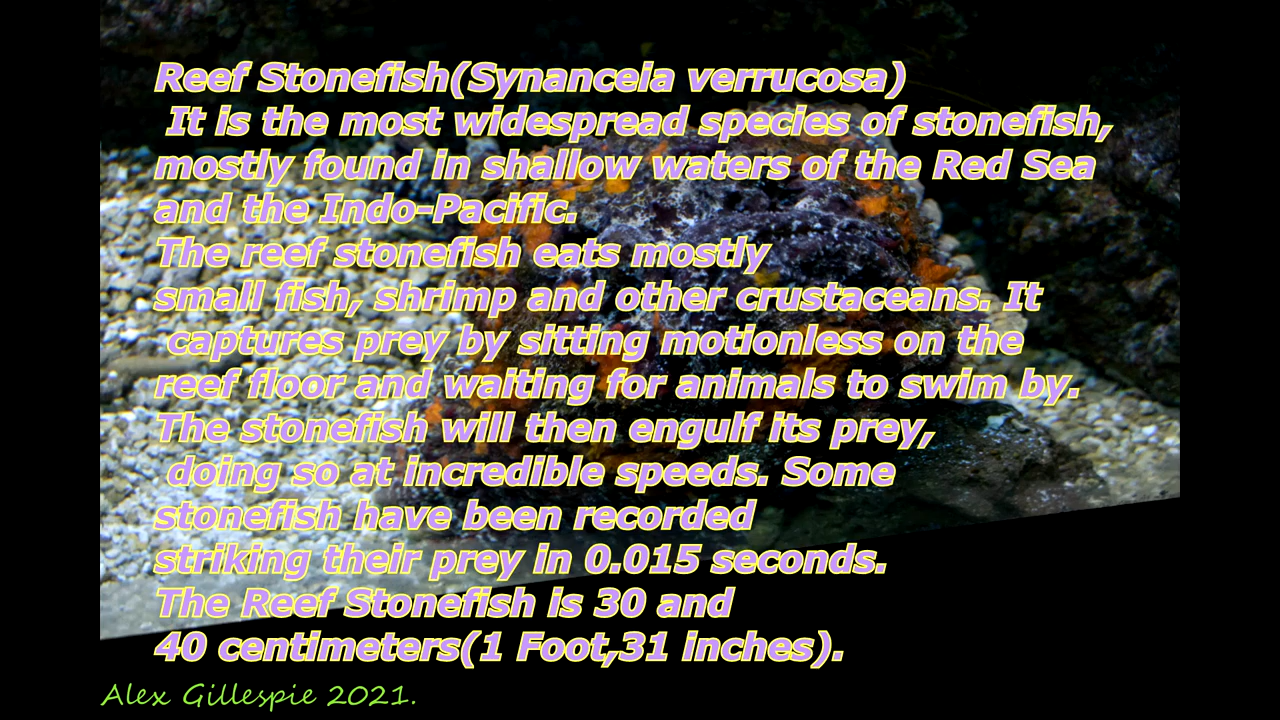 Reef Stonefish(Synanceia verrucosa)
It is the most widespread species of stonefish,
mostly found in shallow waters of the Red Sea
and the Indo-Pacific.
The reef stonefish eats mostly
small fish, shrimp and other crustaceans. It
captures prey by sitting motionless on the
reef floor and waiting for animals to swim by.
The stonefish will then engulf its prey,
doing so at incredible speeds. Some
stonefish have been recorded
striking their prey in 0.015 seconds.
The Reef Stonefish is 30 and
40 centimeters(1 Foot,31 inches).
Alex Gillespie 2021.